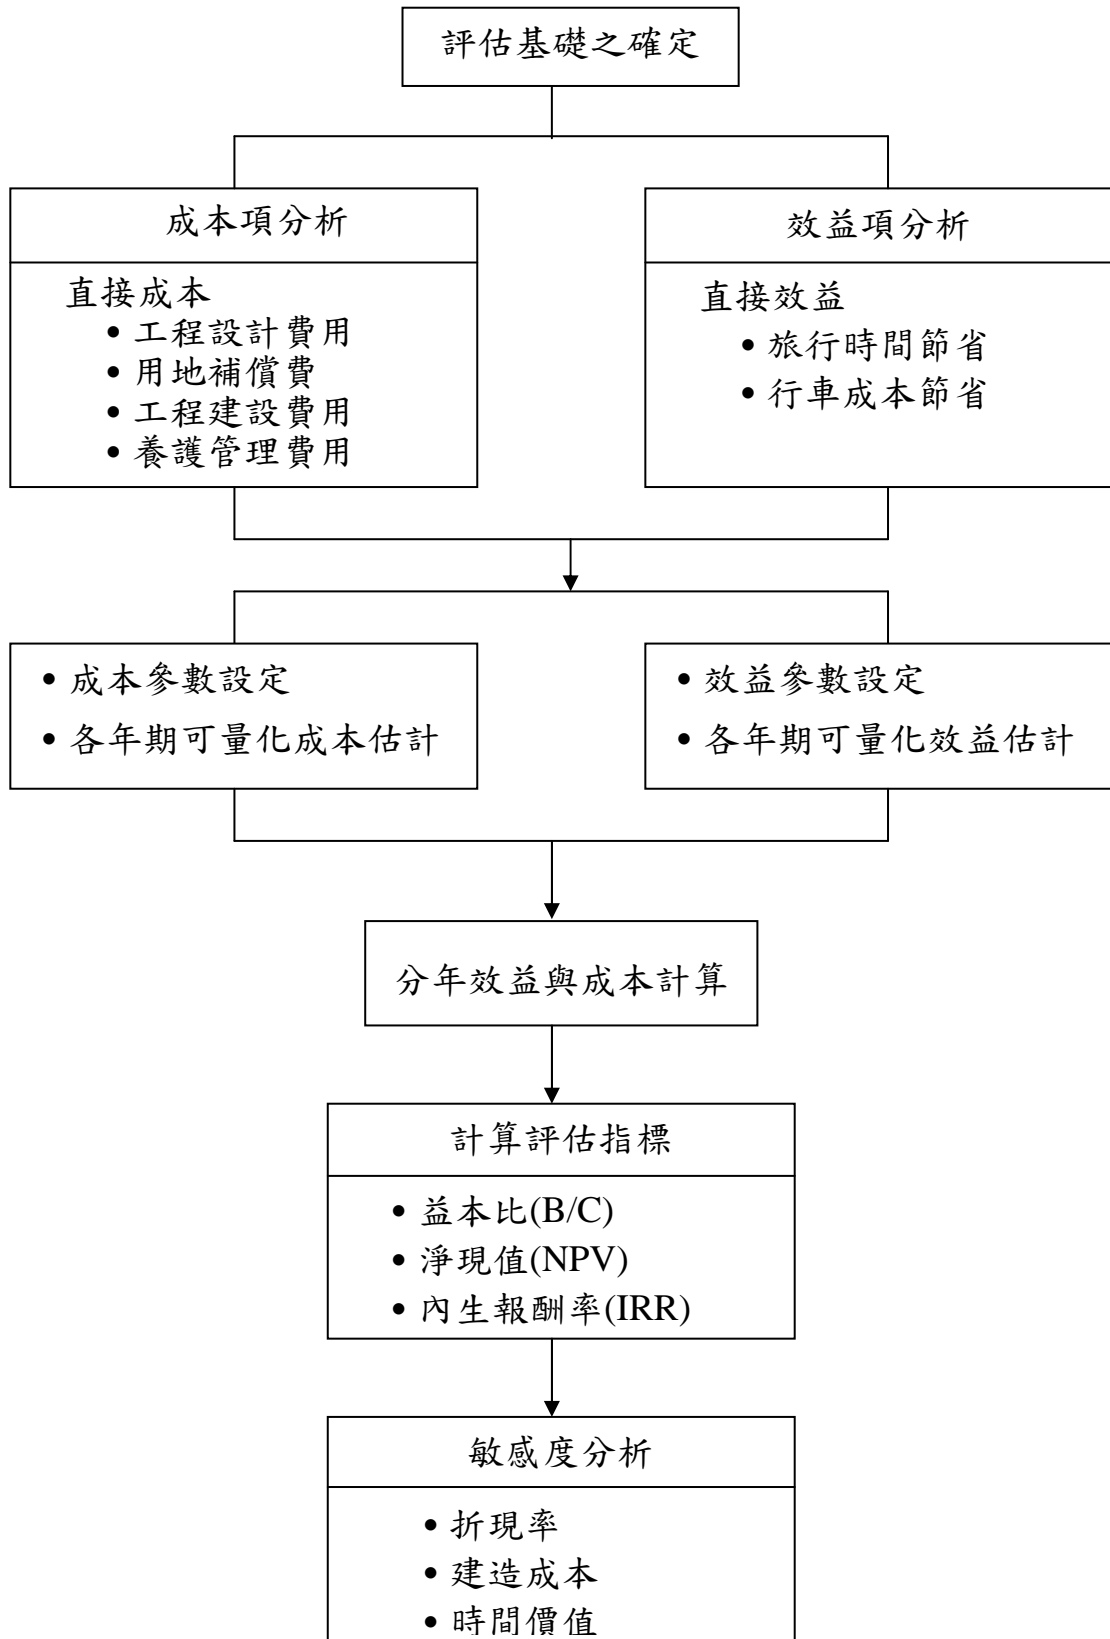 評估基礎之確定
成本項分析
直接成本
• 工程設計費用
• 用地補償費
• 工程建設費用
• 養護管理費用
效益項分析
直接效益
• 旅行時間節省
• 行車成本節省
• 成本參數設定
• 各年期可量化成本估計
• 效益參數設定
• 各年期可量化效益估計
分年效益與成本計算
計算評估指標
• 益本比(B/C)
• 淨現值(NPV)
• 內生報酬率(IRR)
敏感度分析
• 折現率
• 建造成本
• 時間價值